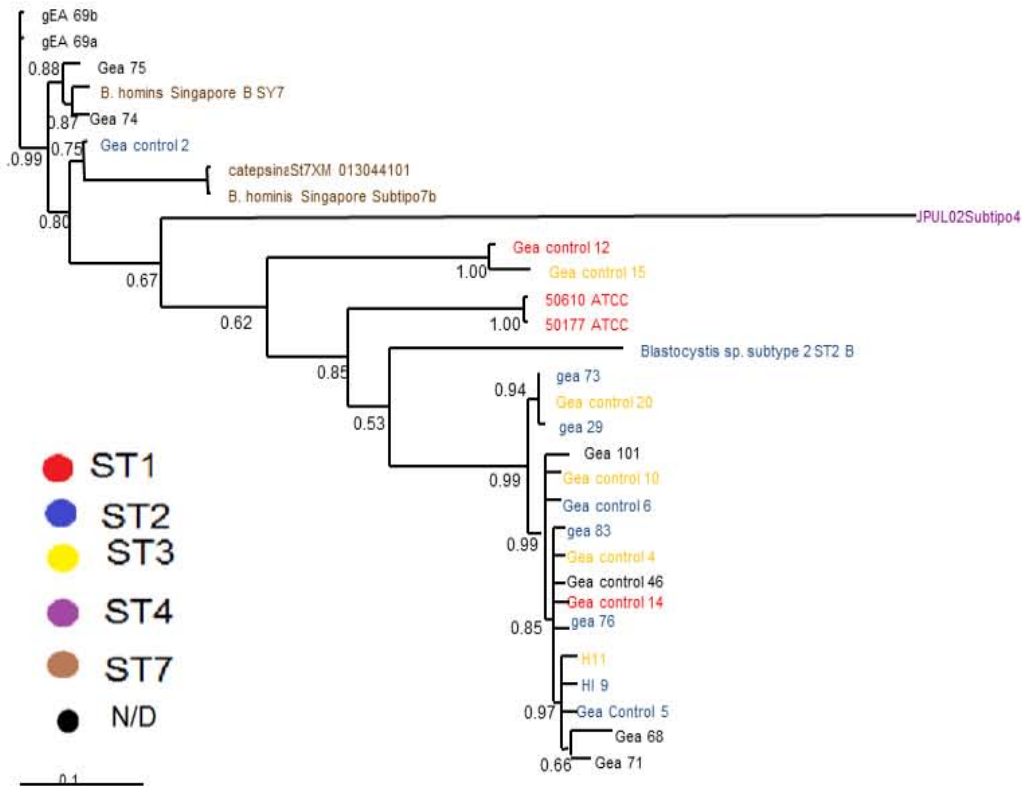 gEA 69b
gEA 69a
0.88
Gea 75
B. homins Singapore B SY7
0.87
Gea 74
.0.99
0.75
Gea control 2
catepsinaSt7XM 013044101
B. hominis Singapore Subtipo7b
0.80
JPUL02Subtipo4
0.67
Gea control 12
1.00
Gea control 15
0.62
50610 ATCC
1.00
50177 ATCC
0.85
Blastocystis sp. subtype 2 ST2 B
0.94
gea 73
Gea control 20
0.53
gea 29
Gea 101
0.99
Gea control 10
Gea control 6
0.99
gea 83
Gea control 4
Gea control 46
Gea control 14
0.85
gea 76
H11
HI 9
0.97
Gea Control 5
Gea 68
0.66
Gea 71
ST1
ST2
ST3
ST4
ST7
N/D
0.1